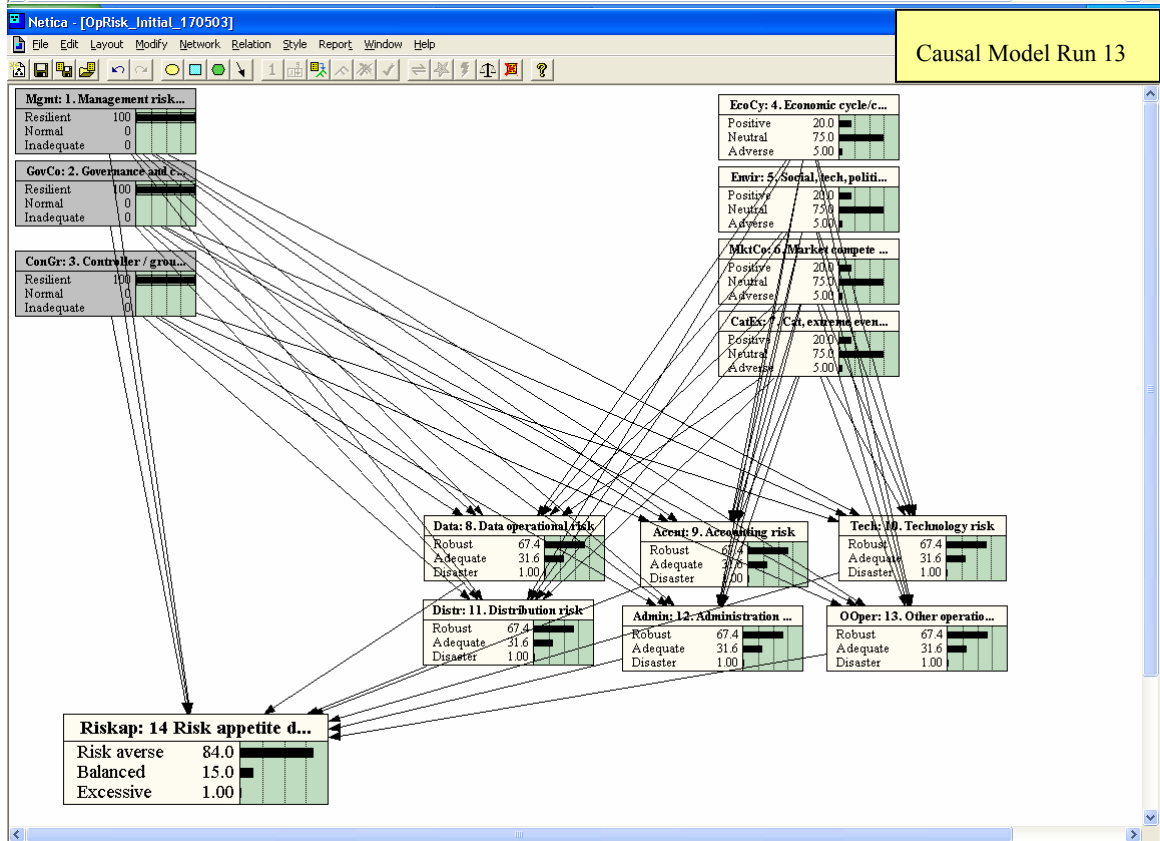 Netica - [OpRisk_Initial_170503]
File Edit Layout Modify Network Relation Style Report Window Help
Causal Model Run 13
Mgmt: 1. Management risk...
Resilient 100
Normal 0
Inadequate 0
GovCo: 2. Governance and c...
Resilient 100
Normal 0
Inadequate 0
ConGr: 3. Controller / grou...
Resilient 100
Normal 0
Inadequate 0
EcoCy: 4. Economic cycle/c...
Positive 20.0
Neutral 75.0
Adverse 5.00
Envir: 5. Social, tech, politi...
Positive 20.0
Neutral 75.0
Adverse 5.00
MktCo: 6. Market compete ...
Positive 20.0
Neutral 75.0
Adverse 5.00
CatEx: 7. Cat, extreme even...
Positive 20.0
Neutral 75.0
Adverse 5.00
Data: 8. Data operational risk
Robust 67.4
Adequate 31.6
Disaster 1.00
Accnt: 9. Accounting risk
Robust 67.4
Adequate 31.6
Disaster 1.00
Tech: 10. Technology risk
Robust 67.4
Adequate 31.6
Disaster 1.00
Distr: 11. Distribution risk
Robust 67.4
Adequate 31.6
Disaster 1.00
Admin: 12. Administration ...
Robust 67.4
Adequate 31.6
Disaster 1.00
OOper: 13. Other operatio...
Robust 67.4
Adequate 31.6
Disaster 1.00
Riskap: 14 Risk appetite d...
Risk averse 84.0
Balanced 15.0
Excessive 1.00